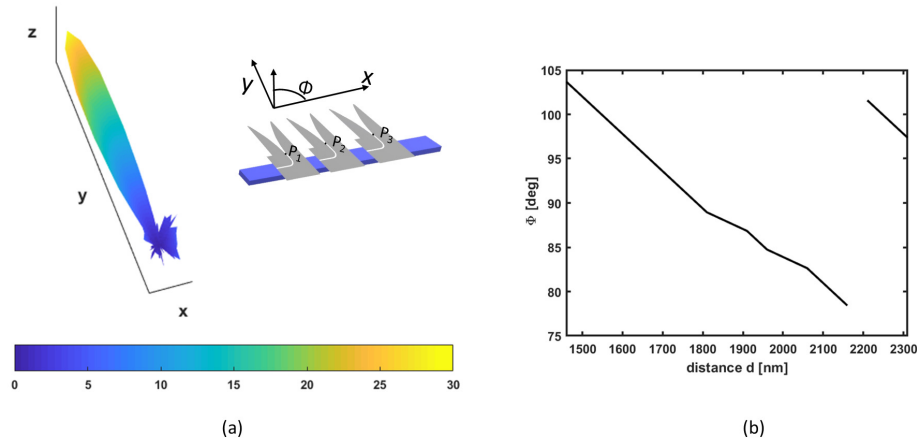 z
y
x
y
Φ
x
P1
P2
P3
0 5 10 15 20 25 30
(a)
105
100
95
90
85
80
75
Φ [deg]
1500 1600 1700 1800 1900 2000 2100 2200 2300
distance d [nm]
(b)